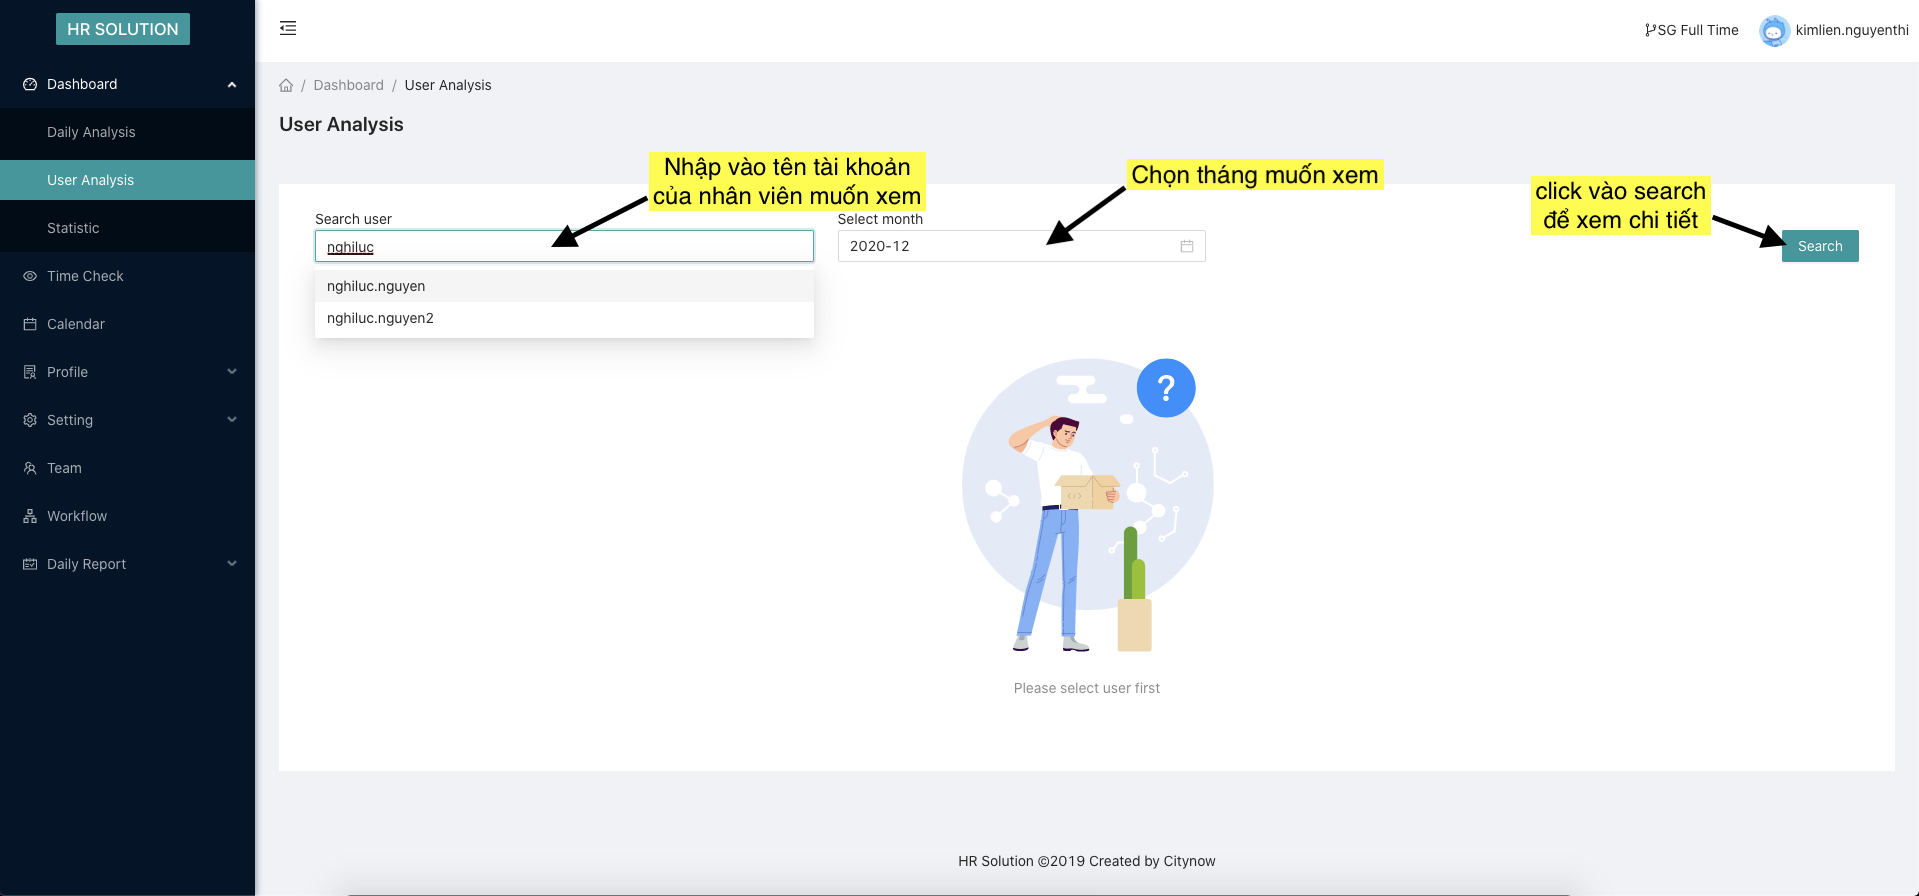 HR SOLUTION
SG Full Time
kimlien.nguyenthi
Dashboard
Daily Analysis
User Analysis
Statistic
Time Check
Calendar
Profile
Setting
Team
Workflow
Daily Report
/ Dashboard / User Analysis
User Analysis
Nhập vào tên tài khoản
của nhân viên muốn xem
Chọn tháng muốn xem
click vào search
để xem chi tiết
Search user
nghiluc
nghiluc.nguyen
nghiluc.nguyen2
Select month
2020-12
Search
?
</>
Please select user first
HR Solution ©2019 Created by Citynow